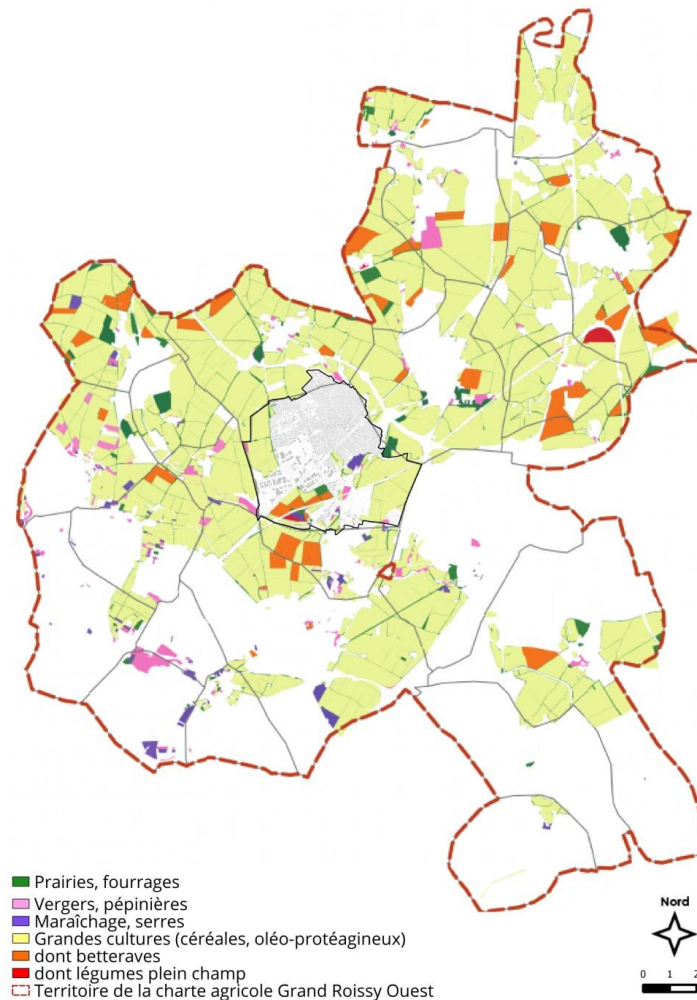 Prairies, fourrages
Vergers, pépinières
Maraîchage, serres
Grandes cultures (céréales, oléo-protéagineux)
dont betteraves
dont légumes plein champ
Territoire de la charte agricole Grand Roissy Ouest
Nord
0 1 2